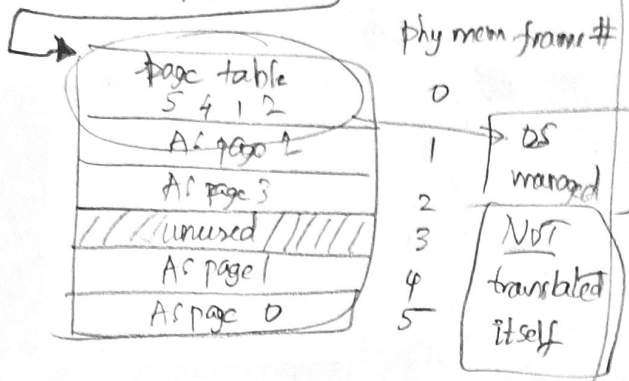 phy mem frame #
page table
5 4 1 2
0
AS page 2
1
AS page 3
2
unused
3
AS page 1
4
AS page 0
5
OS
managed
NOT
translated
itself